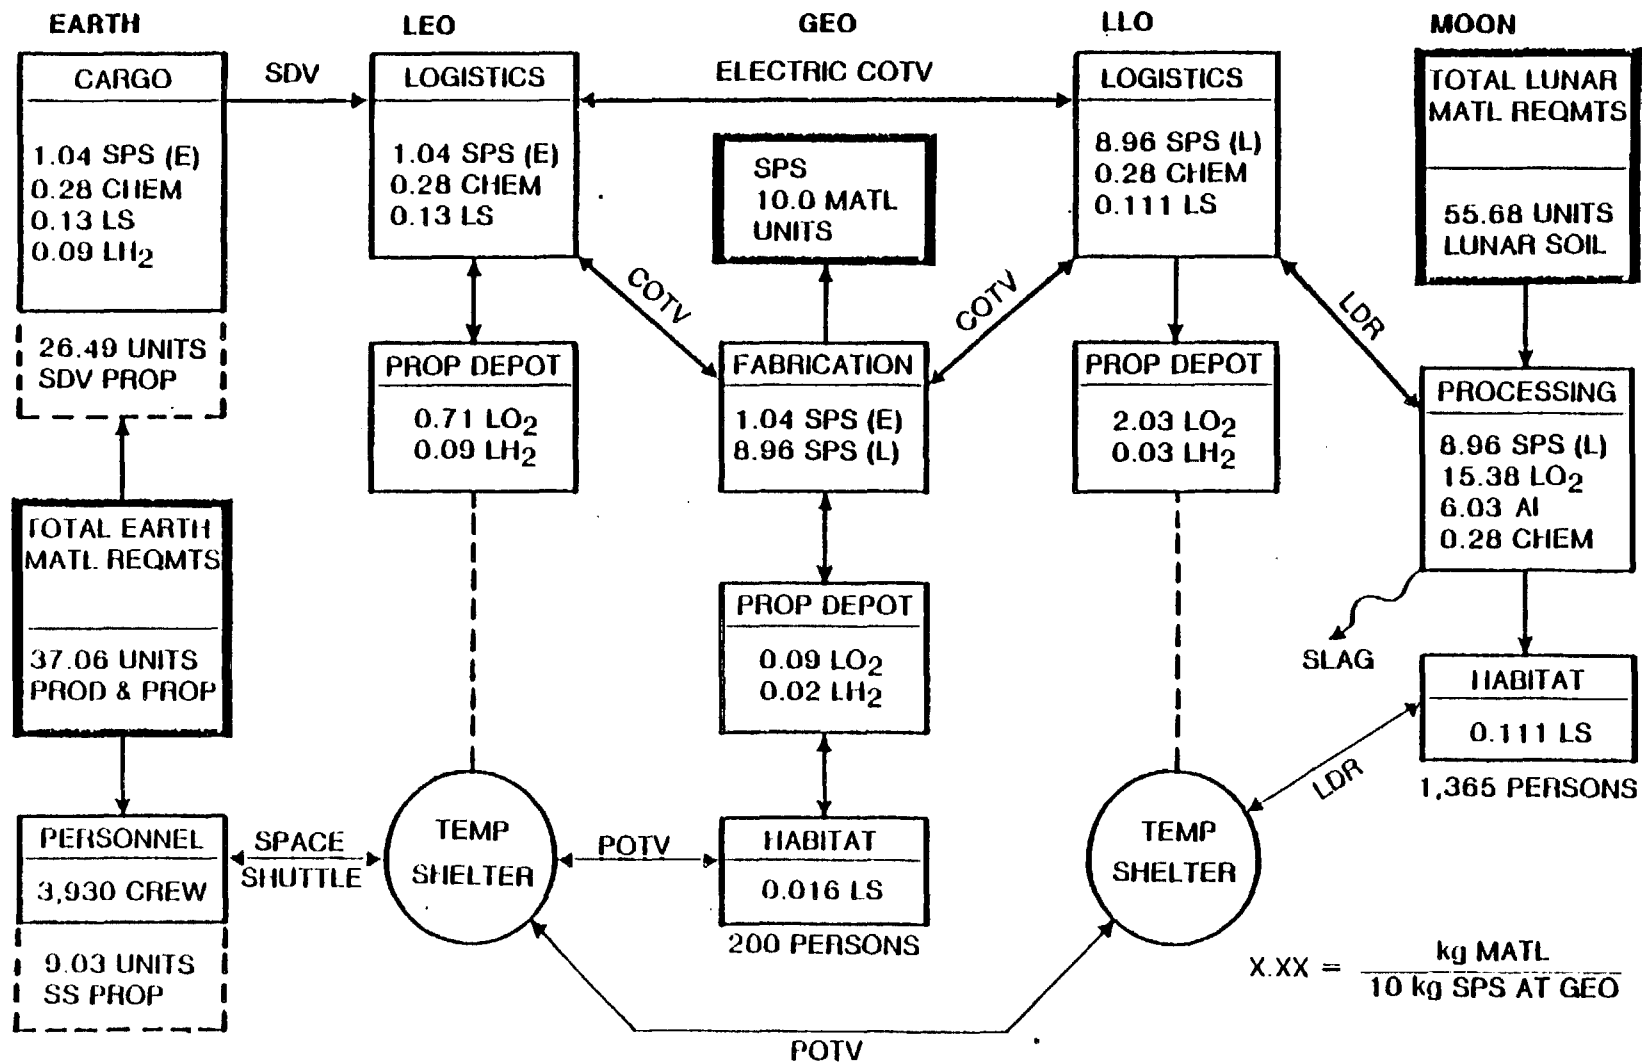 EARTH
LEO
GEO
LLO
MOON
CARGO
1.04 SPS (E)
0.28 CHEM
0.13 LS
0.09 LH2
26.49 UNITS
SDV PROP
TOTAL EARTH
MATL REQMTS
37.06 UNITS
PROD & PROP
PERSONNEL
3,930 CREW
9.03 UNITS
SS PROP
SDV
SPACE
SHUTTLE
LOGISTICS
1.04 SPS (E)
0.28 CHEM
0.13 LS
PROP DEPOT
0.71 LO2
0.09 LH2
TEMP
SHELTER
ELECTRIC COTV
COTV
COTV
POTV
POTV
SPS
10.0 MATL
UNITS
FABRICATION
1.04 SPS (E)
8.96 SPS (L)
PROP DEPOT
0.09 LO2
0.02 LH2
HABITAT
0.016 LS
200 PERSONS
LOGISTICS
8.96 SPS (L)
0.28 CHEM
0.111 LS
PROP DEPOT
2.03 LO2
0.03 LH2
TEMP
SHELTER
LDR
LDR
TOTAL LUNAR
MATL REQMTS
55.68 UNITS
LUNAR SOIL
PROCESSING
8.96 SPS (L)
15.38 LO2
6.03 Al
0.28 CHEM
SLAG
HABITAT
0.111 LS
1,365 PERSONS
X.XX = kg MATL
10 kg SPS AT GEO